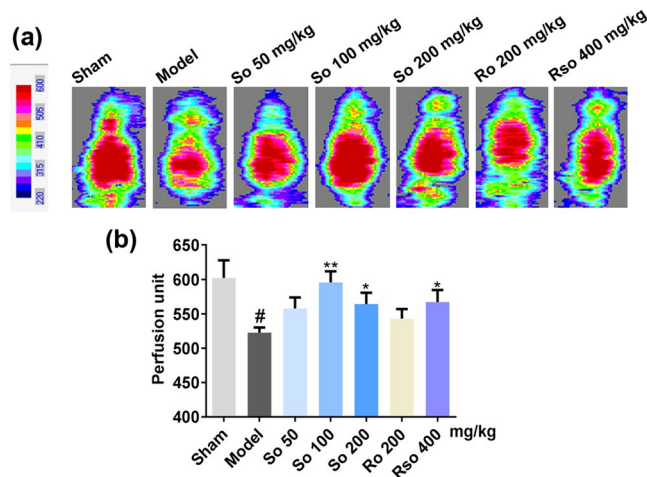 (a)
Sham
Model
So 50 mg/kg
So 100 mg/kg
So 200 mg/kg
Ro 200 mg/kg
Rso 400 mg/kg
600
505
410
315
220
(b)
Perfusion unit
650
600
550
500
450
400
#
**
*
*
Sham
Model
So 50
So 100
So 200
Ro 200
Rso 400
mg/kg